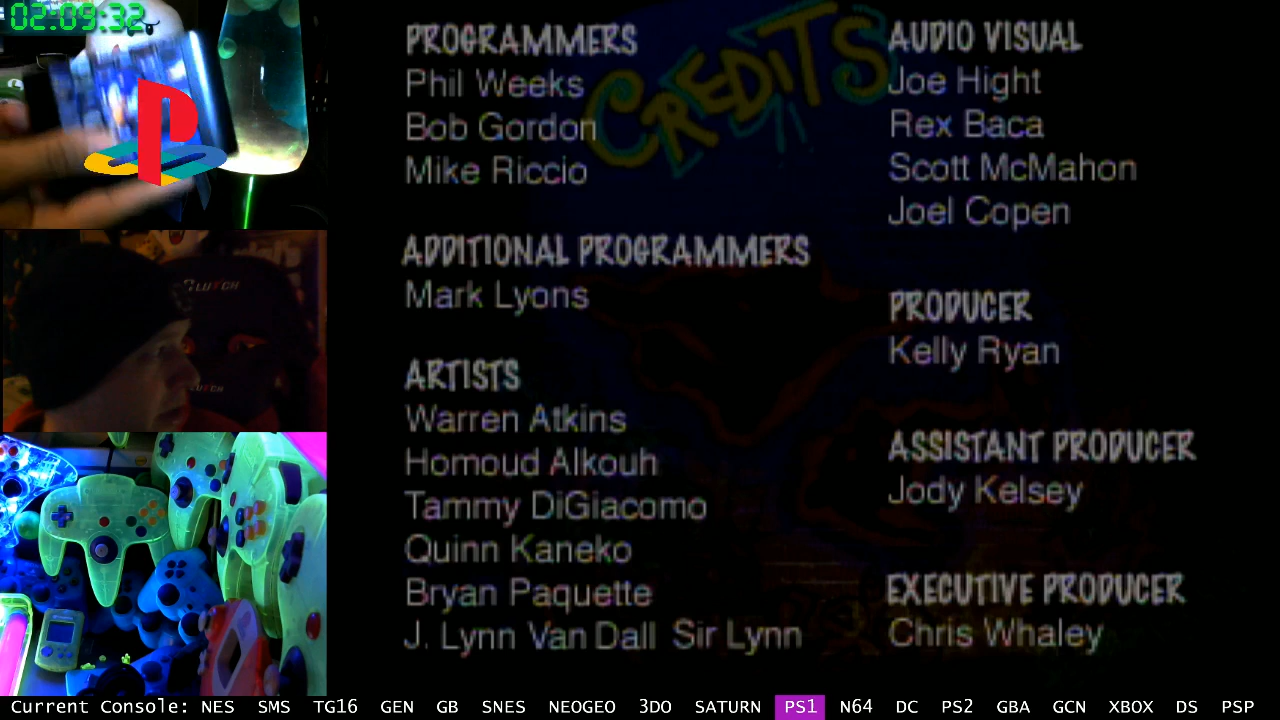 02:09:32
CLUTCH
PROGRAMMERS
Phil Weeks
Bob Gordon
Mike Riccio
ADDITIONAL PROGRAMMERS
Mark Lyons
ARTISTS
Warren Atkins
Homoud Alkouh
Tammy DiGiacomo
Quinn Kaneko
Bryan Paquette
J. Lynn Van Dall Sir Lynn
CREDITS
AUDIO VISUAL
Joe Hight
Rex Baca
Scott McMahon
Joel Copen
PRODUCER
Kelly Ryan
ASSISTANT PRODUCER
Jody Kelsey
EXECUTIVE PRODUCER
Chris Whaley
Current Console: NES SMS TG16 GEN GB SNES NEOGEO 3DO SATURN PS1 N64 DC PS2 GBA GCN XBOX DS PSP